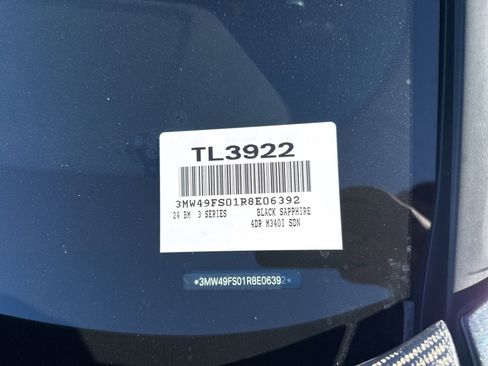 TL3922
3MW49FS01R8E06392
24 BM 3 SERIES BLACK SAPPHIRE
4DR M340I SDN
*3MW49FS01R8E06392*